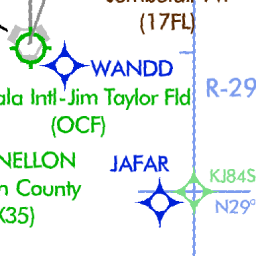 (17FL)
WANDD
R-29
ala Intl-Jim Taylor Fld
(OCF)
NELLON
JAFAR
n County
X35)
KJ84S
N29°